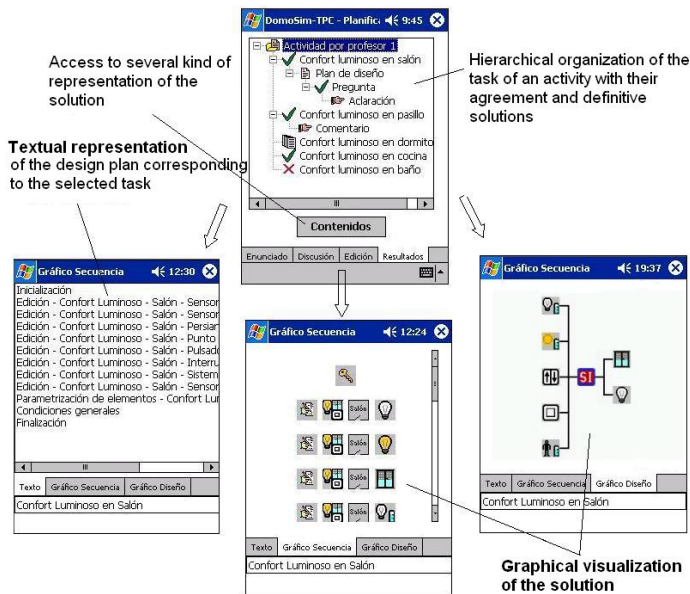 DomoSim-TPC - Planifica 9:45
Actividad por profesor 1
Confort luminoso en salón
Plan de diseño
Pregunta
Aclaración
Confort luminoso en pasillo
Comentario
Confort luminoso en dormito
Confort luminoso en cocina
Confort luminoso en baño
Contenidos
Enunciado Discusión Edición Resultados
Access to several kind of
representation of the
solution
Hierarchical organization of the
task of an activity with their
agreement and definitive
solutions
Textual representation
of the design plan corresponding
to the selected task
Gráfico Secuencia 12:30
Inicialización
Edición - Confort Luminoso - Salón - Sensor
Edición - Confort Luminoso - Salón - Sensor
Edición - Confort Luminoso - Salón - Persian
Edición - Confort Luminoso - Salón - Punto
Edición - Confort Luminoso - Salón - Pulsado
Edición - Confort Luminoso - Salón - Interru
Edición - Confort Luminoso - Salón - Sistem
Edición - Confort Luminoso - Salón - Sensor
Parametrización de elementos - Confort Lur
Condiciones generales
Finalización
Texto Gráfico Secuencia Gráfico Diseño
Confort Luminoso en Salón
Gráfico Secuencia 12:24
Salón
Salón
Salón
Salón
Texto Gráfico Secuencia Gráfico Diseño
Confort Luminoso en Salón
Gráfico Secuencia 19:37
SI
Texto Gráfico Secuencia Gráfico Diseño
Confort Luminoso en Salón
Graphical visualization
of the solution